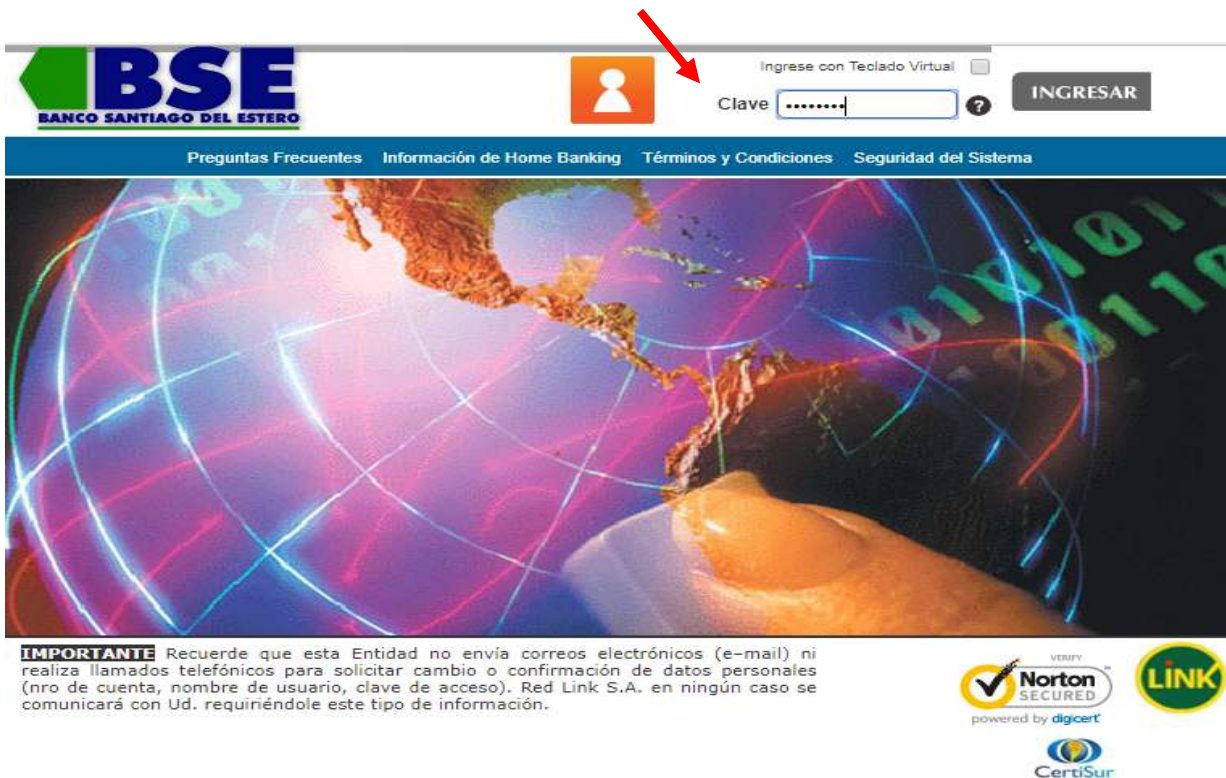 BSE
BANCO SANTIAGO DEL ESTERO
Ingrese con Teclado Virtual
Clave ........ ?
INGRESAR
Preguntas Frecuentes Información de Home Banking Términos y Condiciones Seguridad del Sistema
010101
00110
IMPORTANTE Recuerde que esta Entidad no envía correos electrónicos (e-mail) ni
realiza llamados telefónicos para solicitar cambio o confirmación de datos personales
(nro de cuenta, nombre de usuario, clave de acceso). Red Link S.A. en ningún caso se
comunicará con Ud. requiriéndole este tipo de información.
VERIFY
Norton
SECURED
powered by digicert
LINK
CertiSur